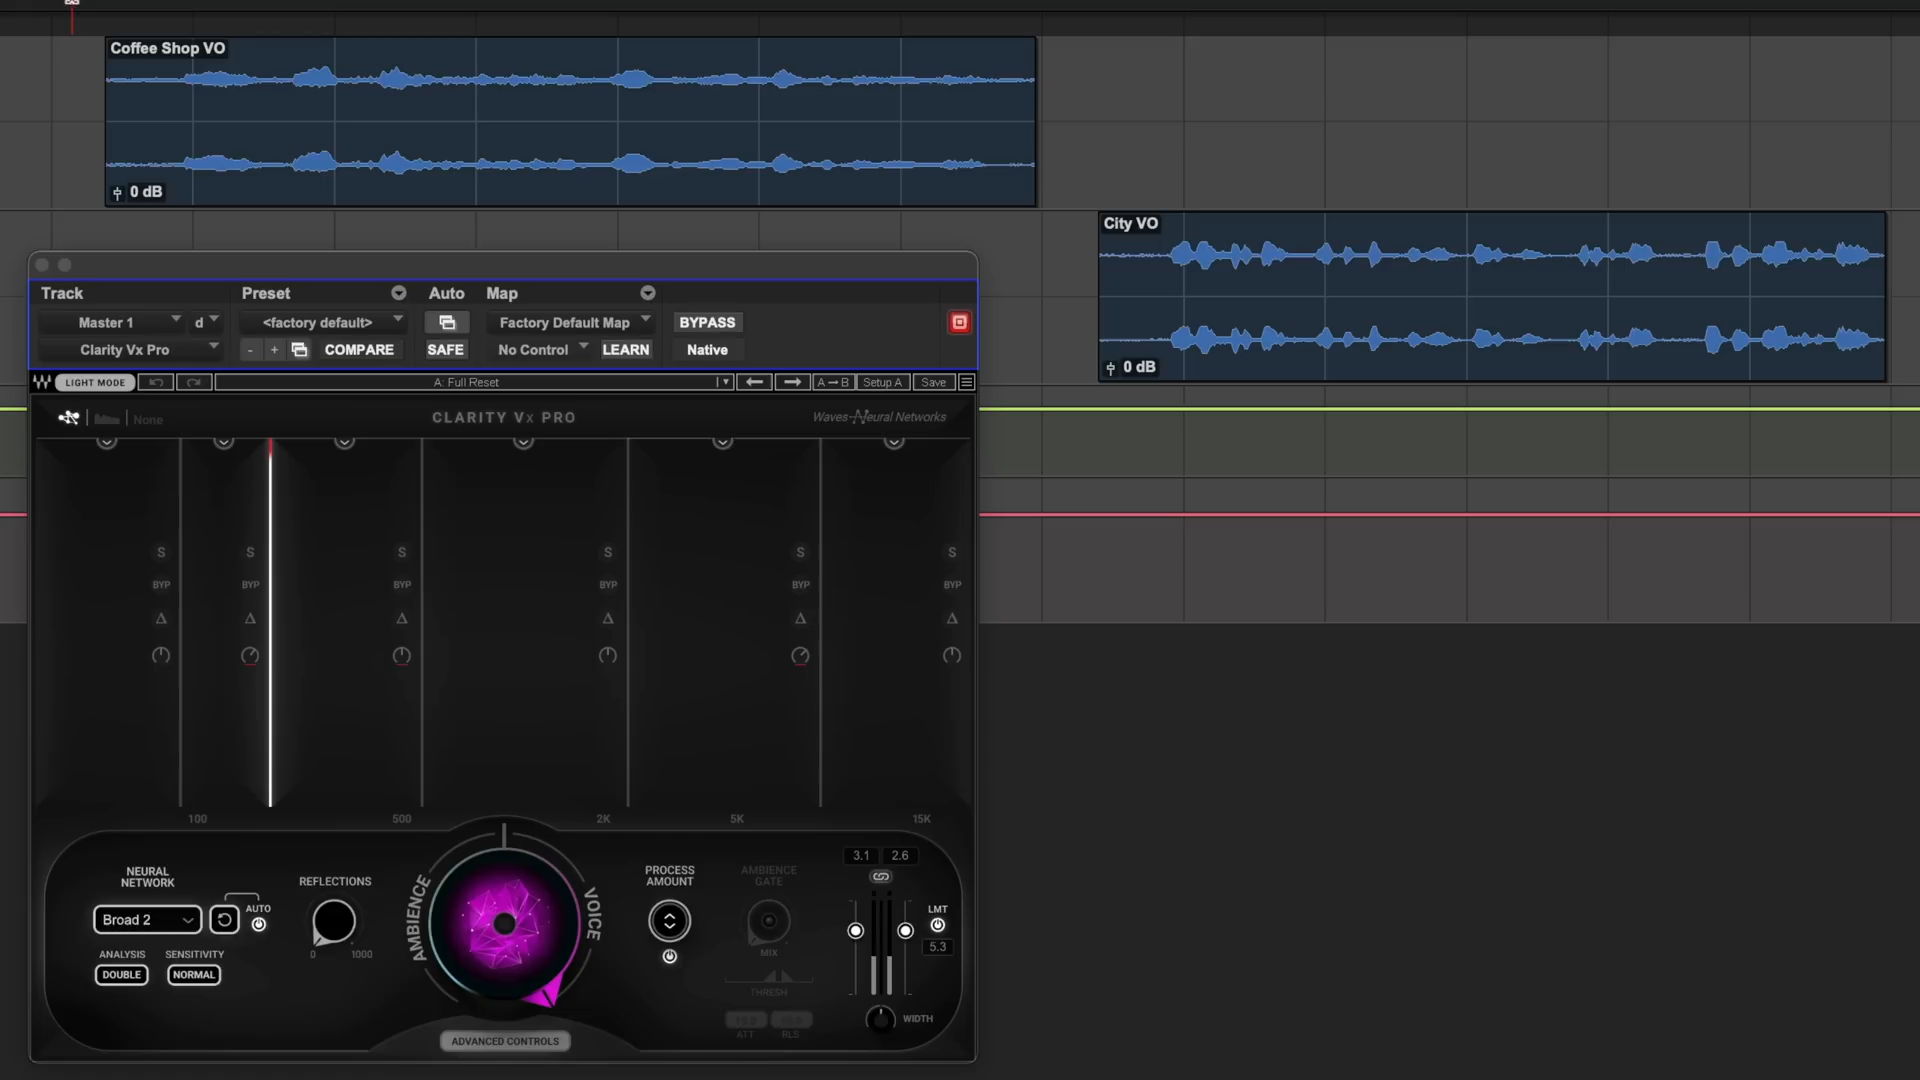 Coffee Shop VO
0 dB
City VO
0 dB
Track
Preset
Auto
Map
Master 1
d
<factory default>
Factory Default Map
BYPASS
Clarity Vx Pro
- +
COMPARE
SAFE
No Control
LEARN
Native
LIGHT MODE
A: Full Reset
A→B
Setup A
Save
None
CLARITY Vx PRO
Waves Neural Networks
S S S S S S
BYP BYP BYP BYP BYP BYP
Δ Δ Δ Δ Δ Δ
100 500 2K 5K 15K
NEURAL
NETWORK
Broad 2
AUTO
ANALYSIS
DOUBLE
SENSITIVITY
NORMAL
REFLECTIONS
0 1000
AMBIENCE
VOICE
PROCESS
AMOUNT
AMBIENCE
GATE
MIX
THRESH
ATT
RLS
3.1 2.6
LMT
5.3
WIDTH
ADVANCED CONTROLS